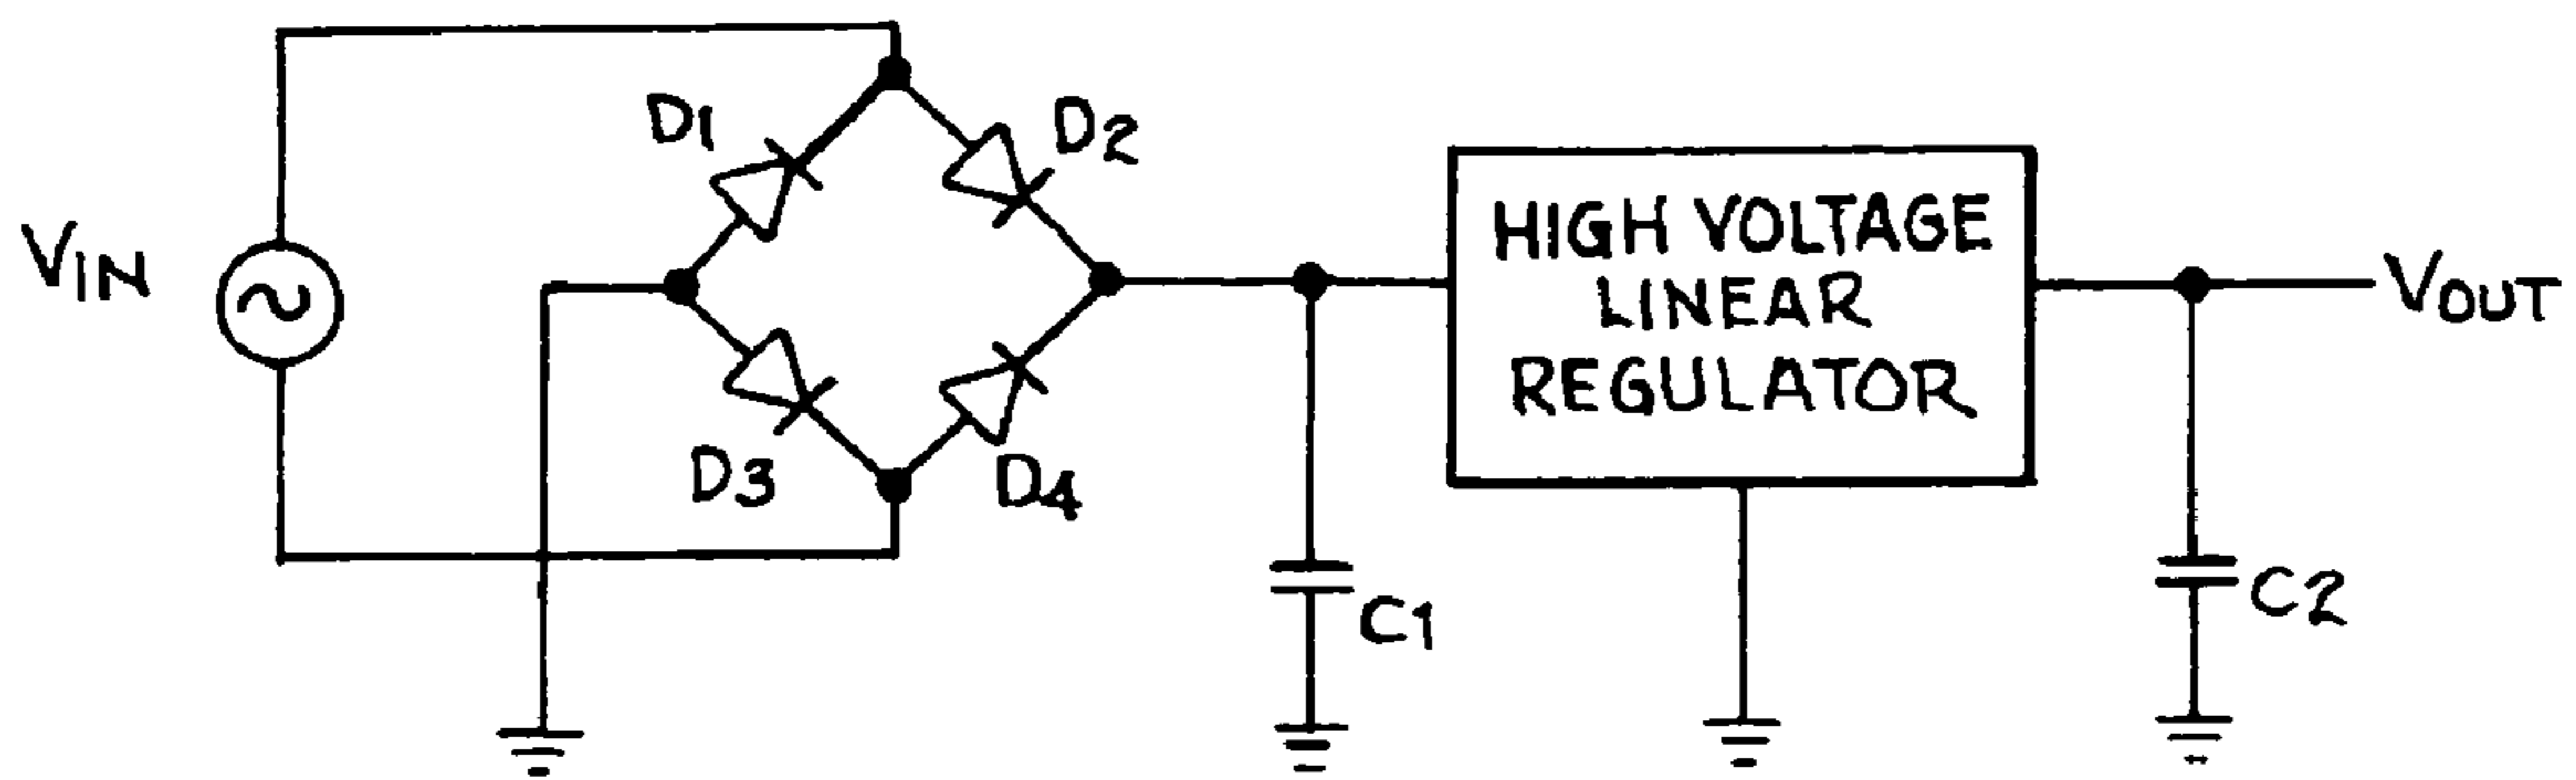 VIN
D1
D2
D3
D4
C1
HIGH VOLTAGE
LINEAR
REGULATOR
VOUT
C2